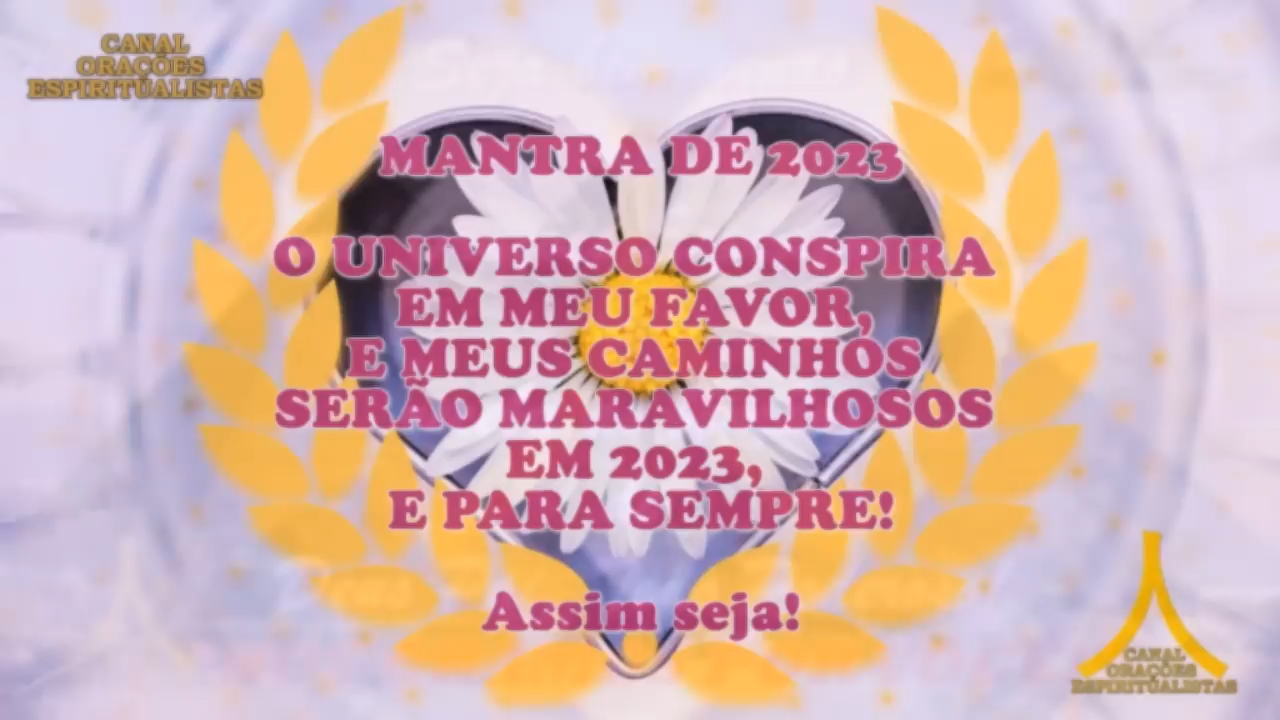 CANAL
ORAÇÕES
ESPIRITUALISTAS
MANTRA DE 2023
O UNIVERSO CONSPIRA
EM MEU FAVOR,
E MEUS CAMINHOS
SERÃO MARAVILHOSOS
EM 2023,
E PARA SEMPRE!
Assim seja!
CANAL
ORAÇÕES
ESPIRITUALISTAS